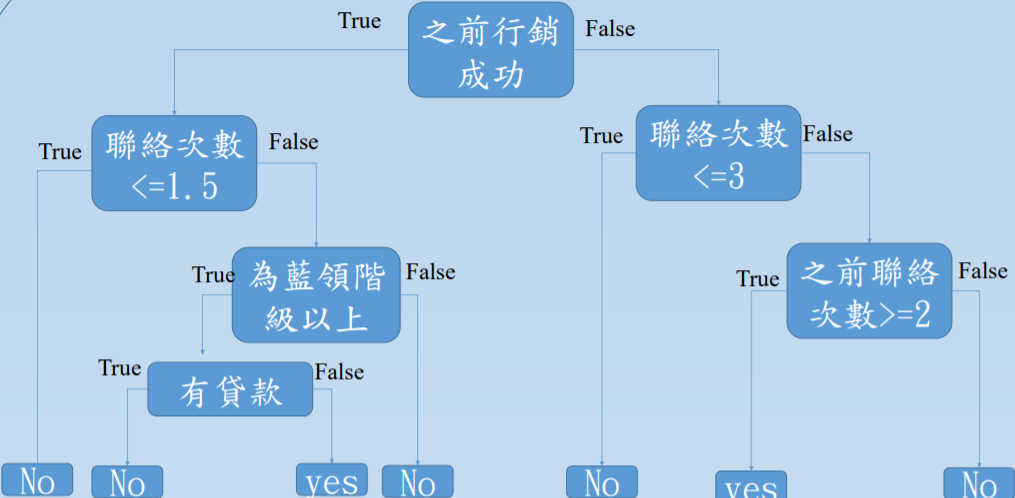 之前行銷
成功
True
False
聯絡次數
<=1.5
True
False
聯絡次數
<=3
True
False
為藍領階
級以上
True
False
之前聯絡
次數>=2
True
False
有貸款
True
False
No
No
yes
No
No
yes
No